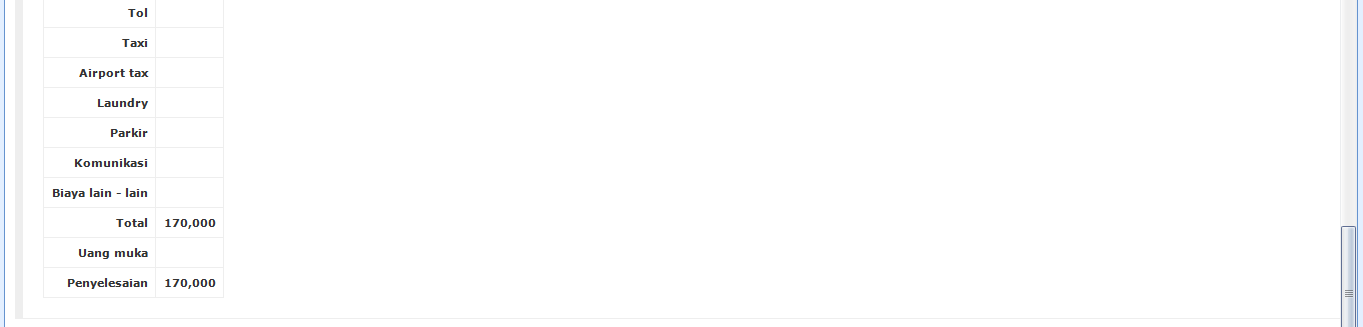 Tol
Taxi
Airport tax
Laundry
Parkir
Komunikasi
Biaya lain - lain
Total 170,000
Uang muka
Penyelesaian 170,000